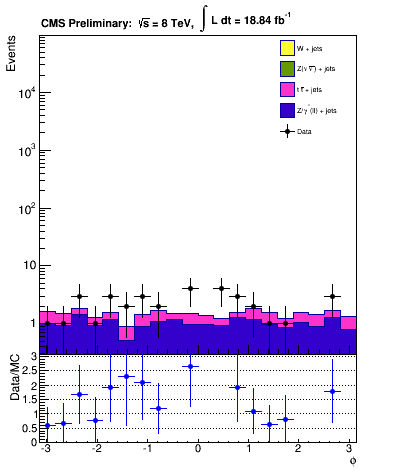 CMS Preliminary: √s = 8 TeV, ∫ L dt = 18.84 fb⁻¹
Events
W + jets
Z(ν ν̄) + jets
t t̄ + jets
Z/γ*(ll) + jets
Data
10⁴
10³
10²
10
1
Data/MC
3
2.5
2
1.5
1
0.5
0
-3 -2 -1 0 1 2 3
ϕ